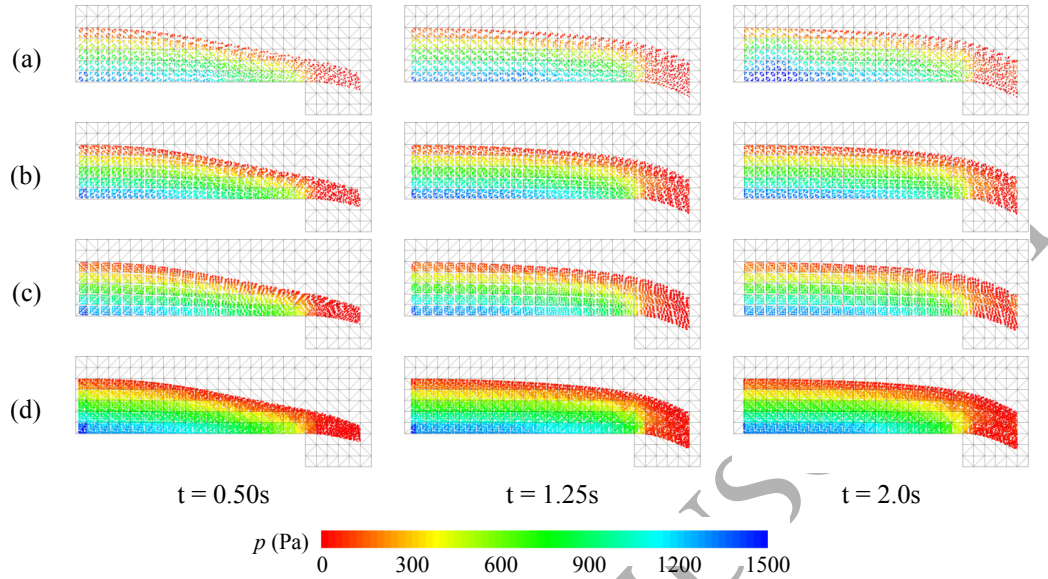 (a)
(b)
(c)
(d)
t = 0.50s t = 1.25s t = 2.0s
p (Pa)
0 300 600 900 1200 1500